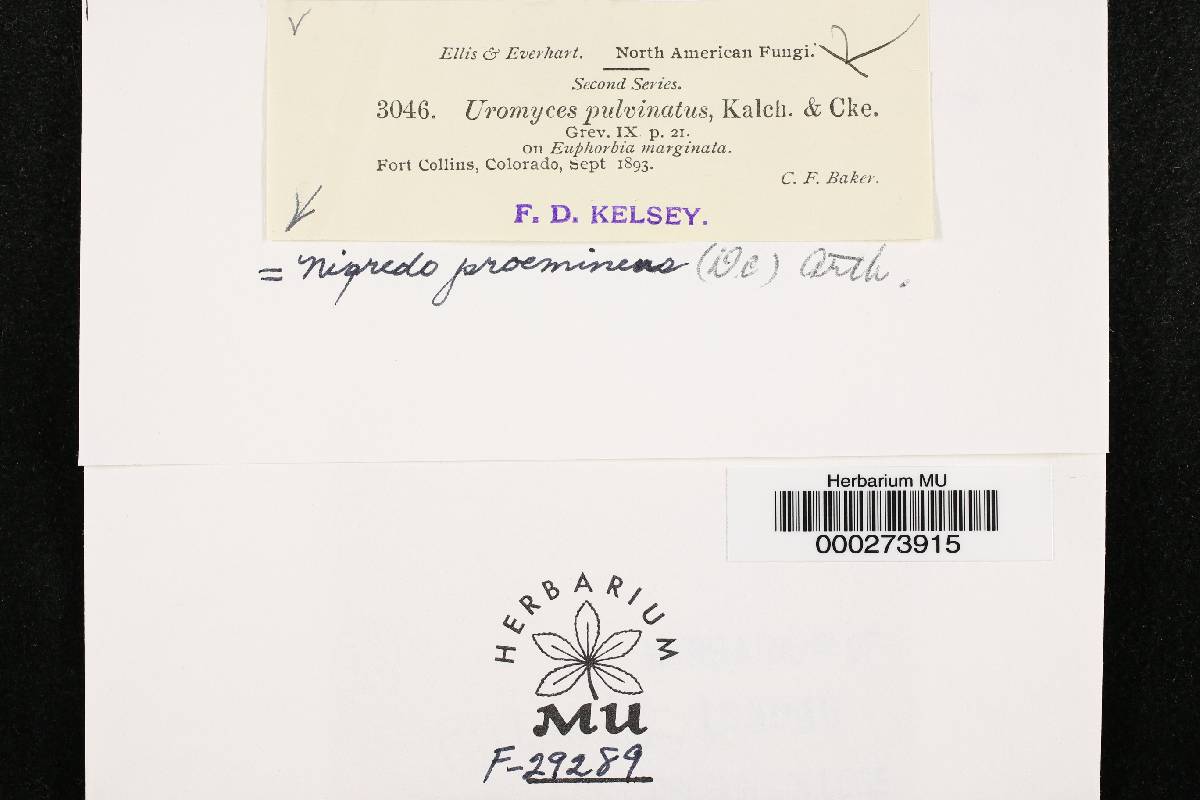 Ellis & Everhart. North American Fungi.
Second Series.
3046. Uromyces pulvinatus, Kalch. & Cke.
Grev. IX p. 21.
on Euphorbia marginata.
Fort Collins, Colorado, Sept 1893.
C. F. Baker.
F. D. KELSEY.
= Nigredo proeminens (DC) Arth.
Herbarium MU
000273915
HERBARIUM
MU
F-29289